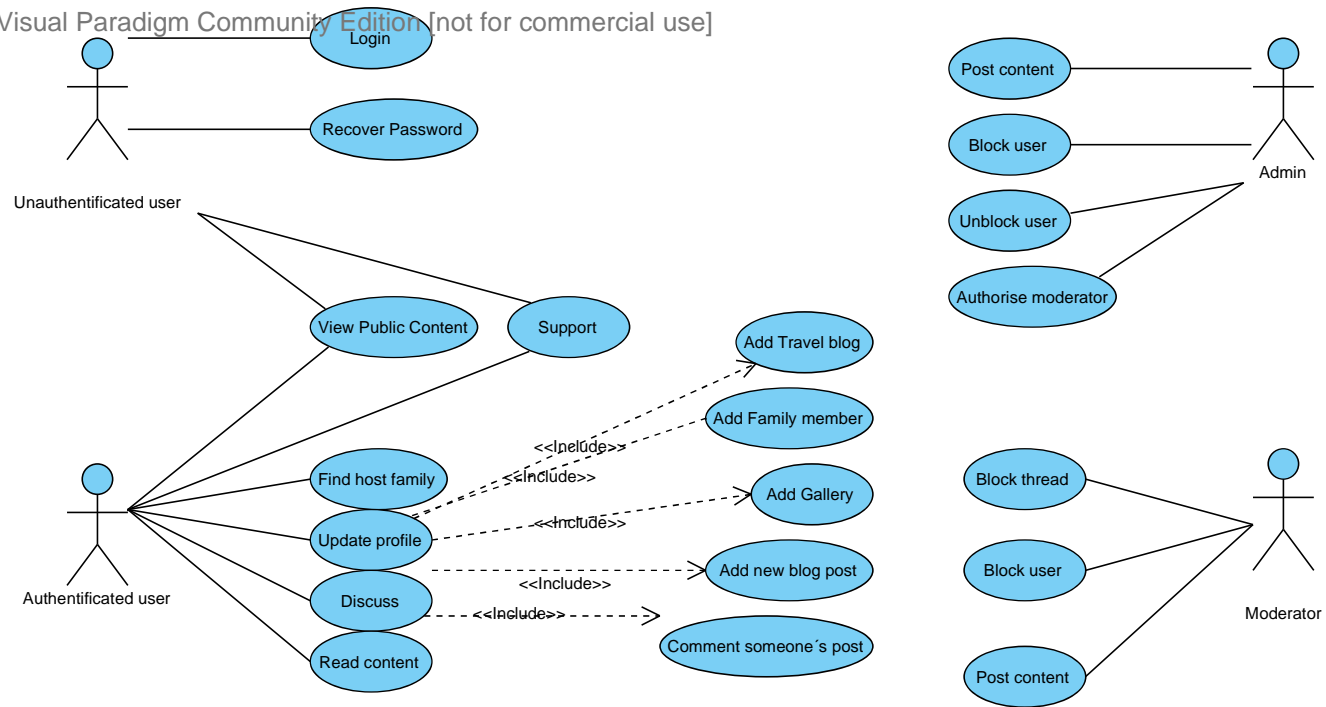 Visual Paradigm Community Edition [not for commercial use]
Login
Recover Password
Unauthentificated user
View Public Content
Support
Add Travel blog
Add Family member
<<Include>>
<<Include>>
Find host family
Add Gallery
<<Include>>
Update profile
Authentificated user
Add new blog post
<<Include>>
Discuss
<<Include>>
Comment someone´s post
Read content
Post content
Block user
Admin
Unblock user
Authorise moderator
Block thread
Block user
Moderator
Post content